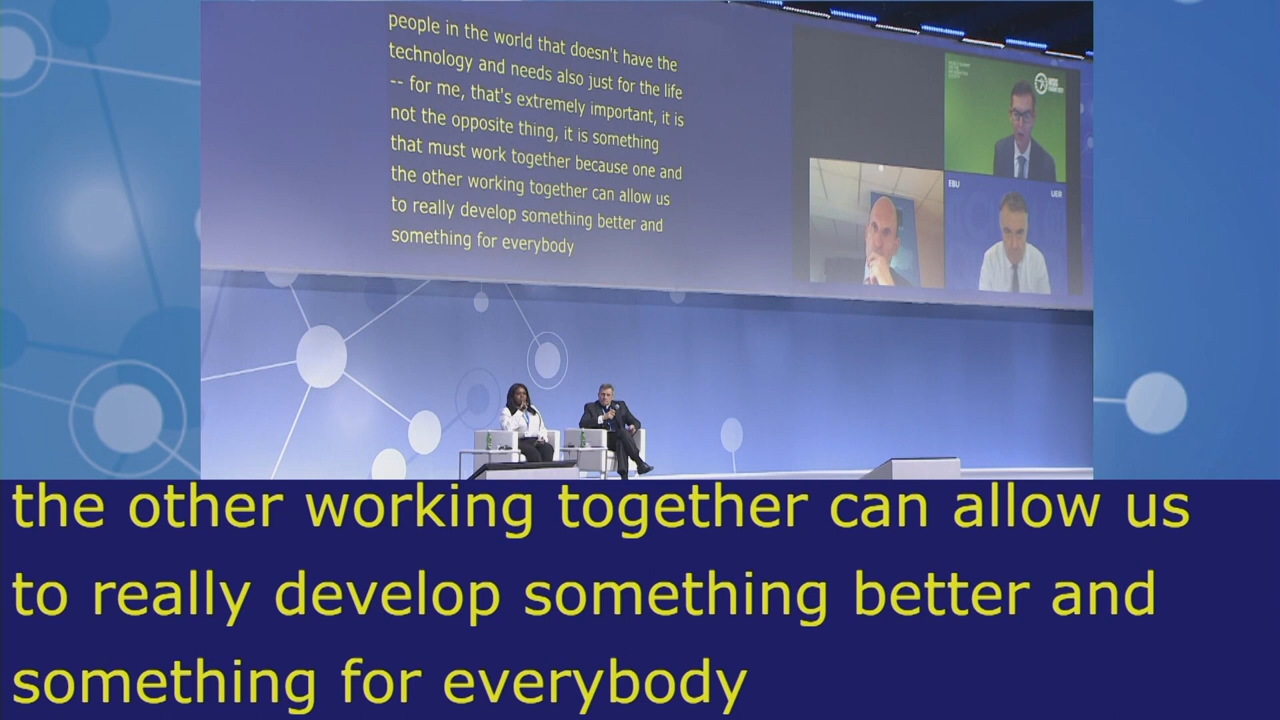 people in the world that doesn't have the
technology and needs also just for the life
-- for me, that's extremely important, it is
not the opposite thing, it is something
that must work together because one and
the other working together can allow us
to really develop something better and
something for everybody
EBU
UER
the other working together can allow us
to really develop something better and
something for everybody